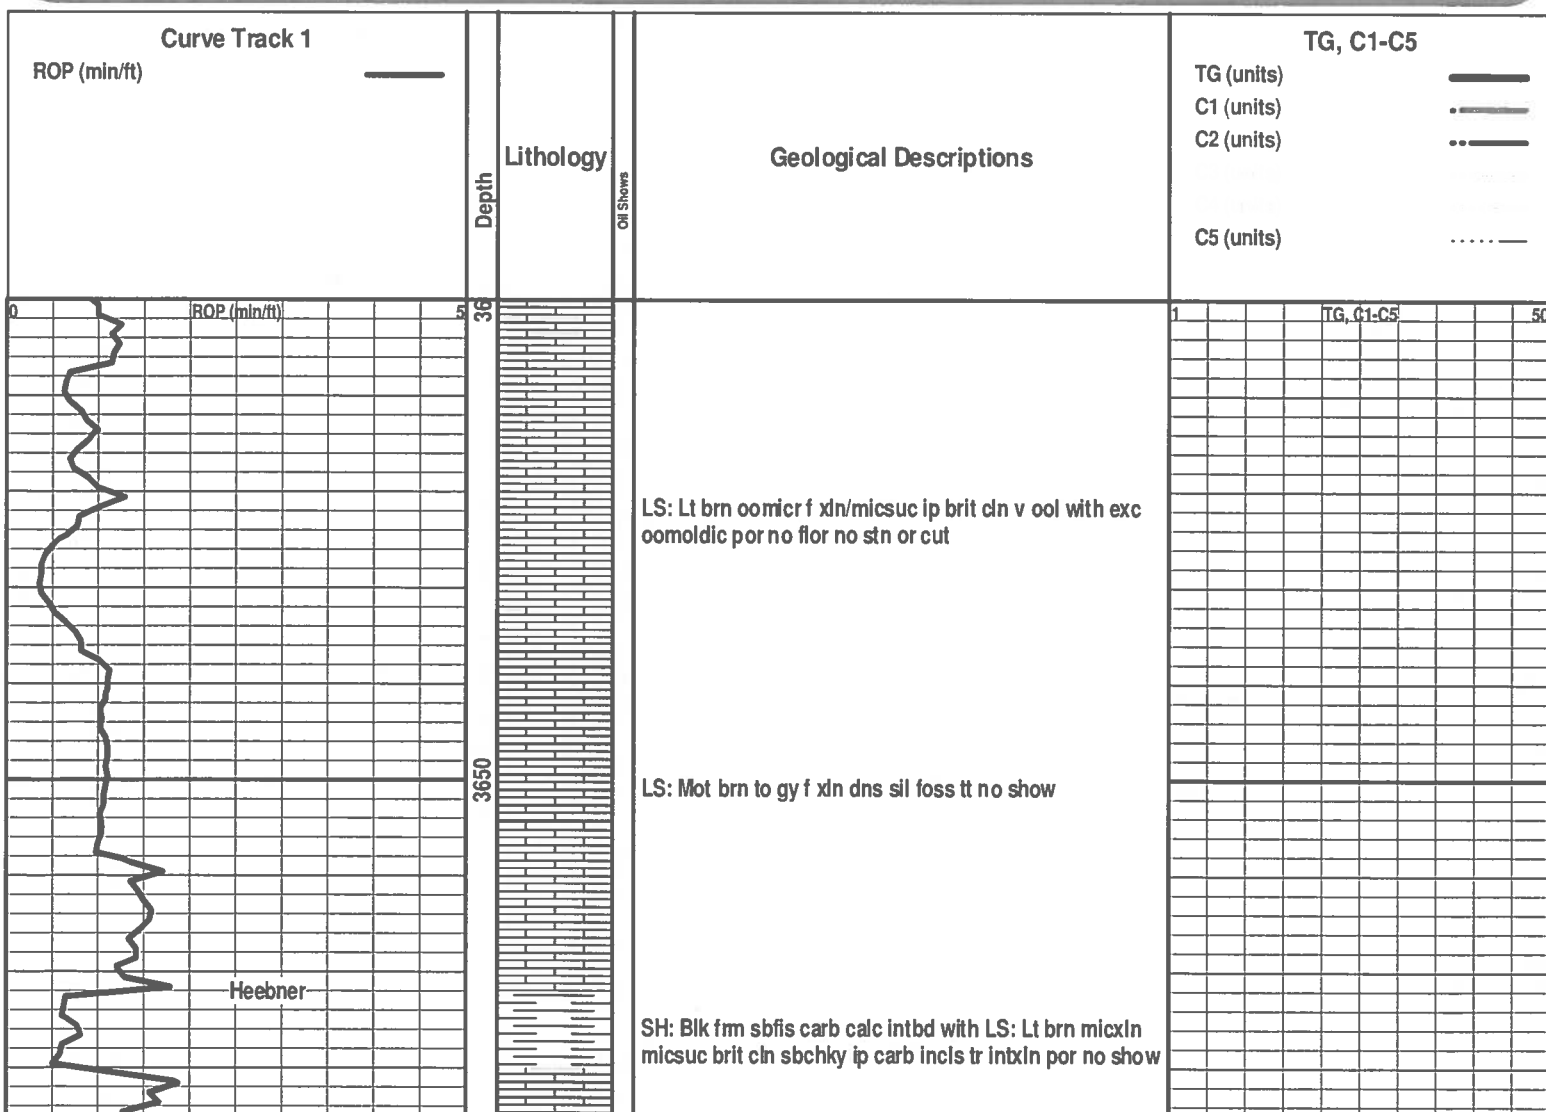 Curve Track 1
ROP (min/ft)
Depth
Lithology
Oil Shows
Geological Descriptions
TG, C1-C5
TG (units)
C1 (units)
C2 (units)
C5 (units)
0 ROP (min/ft) 5
36
1 TG, C1-C5 50
LS: Lt brn oomicr f xln/micsuc ip brit cln v ool with exc
oomoldic por no flor no stn or cut
3650
LS: Mot brn to gy f xln dns sil foss tt no show
Heebner
SH: Blk frm sbfis carb calc intbd with LS: Lt brn micxln
micsuc brit cln sbchky ip carb incls tr intxln por no show